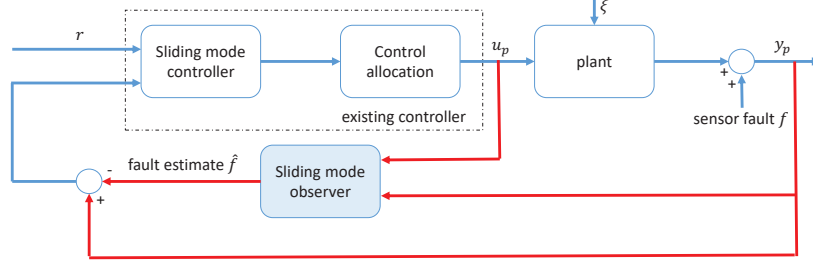 ξ
r
Sliding mode
controller
Control
allocation
u_p
plant
y_p
+
+
existing controller
sensor fault f
fault estimate f̂
Sliding mode
observer
-
+